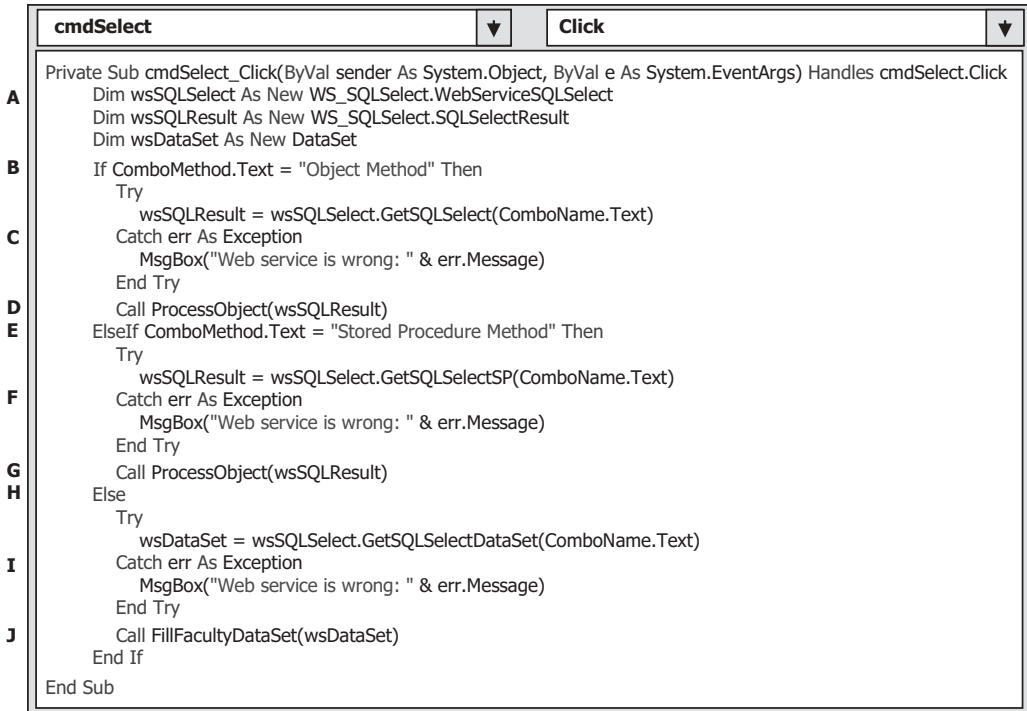 cmdSelect Click
Private Sub cmdSelect_Click(ByVal sender As System.Object, ByVal e As System.EventArgs) Handles cmdSelect.Click
A Dim wsSQLSelect As New WS_SQLSelect.WebServiceSQLSelect
Dim wsSQLResult As New WS_SQLSelect.SQLSelectResult
Dim wsDataSet As New DataSet
B If ComboMethod.Text = "Object Method" Then
Try
wsSQLResult = wsSQLSelect.GetSQLSelect(ComboName.Text)
C Catch err As Exception
MsgBox("Web service is wrong: " & err.Message)
End Try
D Call ProcessObject(wsSQLResult)
E ElseIf ComboMethod.Text = "Stored Procedure Method" Then
Try
wsSQLResult = wsSQLSelect.GetSQLSelectSP(ComboName.Text)
F Catch err As Exception
MsgBox("Web service is wrong: " & err.Message)
End Try
G Call ProcessObject(wsSQLResult)
H Else
Try
wsDataSet = wsSQLSelect.GetSQLSelectDataSet(ComboName.Text)
I Catch err As Exception
MsgBox("Web service is wrong: " & err.Message)
End Try
J Call FillFacultyDataSet(wsDataSet)
End If
End Sub